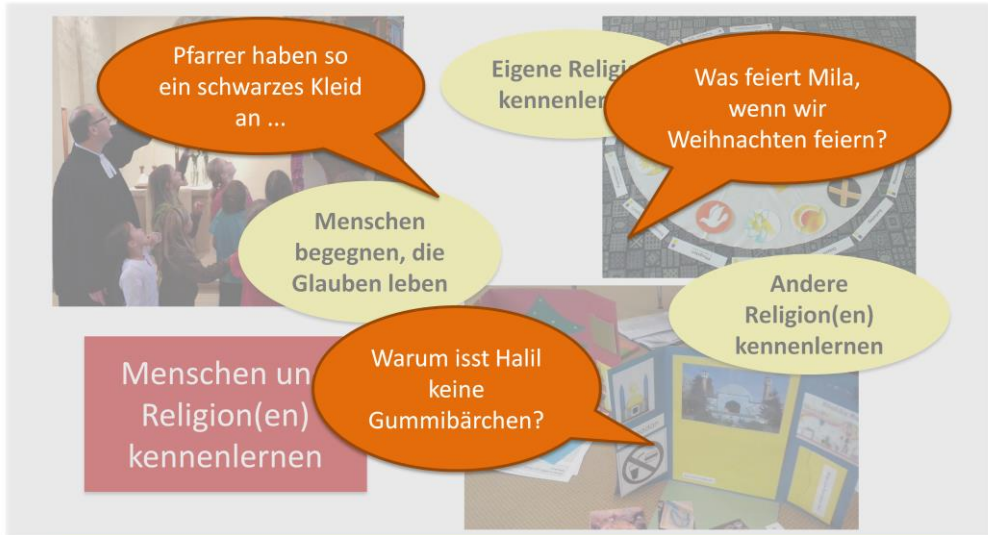 Pfarrer haben so
ein schwarzes Kleid
an ...
Eigene
kennenler
Was feiert Mila,
wenn wir
Weihnachten feiern?
Menschen
begegnen, die
Glauben leben
Andere
Religion(en)
kennenlernen
Warum isst Halil
keine
Gummibärchen?
Menschen un
Religion(en)
kennenlernen